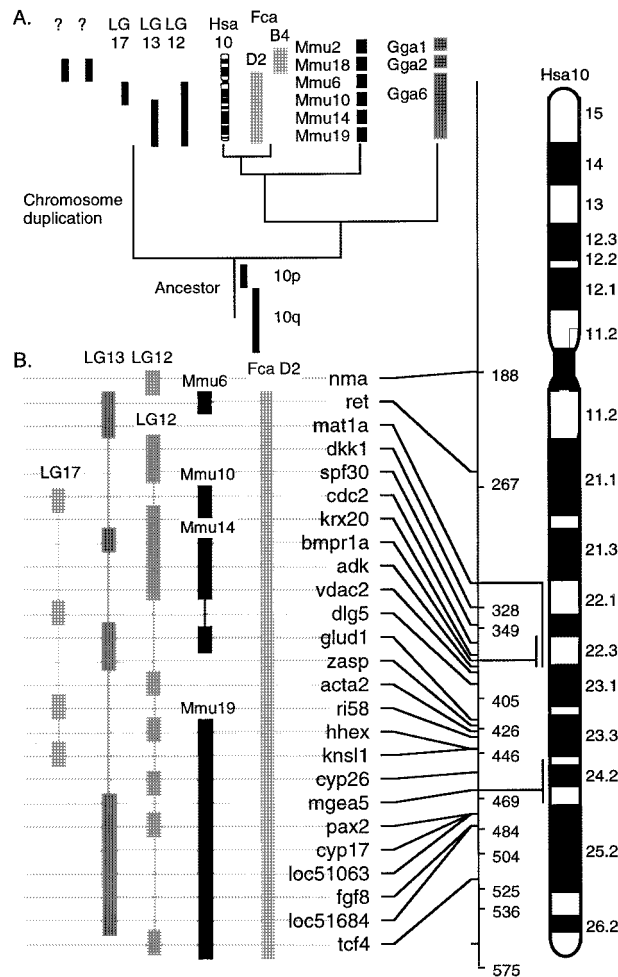 A.
? ? LG 17 LG 13 LG 12 Hsa 10 Fca D2 B4
Mmu2
Mmu18
Mmu6
Mmu10
Mmu14
Mmu19
Gga1
Gga2
Gga6
Chromosome duplication
Ancestor
10p
10q
Hsa10
15
14
13
12.3
12.2
12.1
11.2
11.2
21.1
21.3
22.1
22.3
23.1
23.3
24.2
25.2
26.2
B.
LG13 LG12
Mmu6
Fca D2
LG12
LG17
Mmu10
Mmu14
Mmu19
nma
ret
mat1a
dkk1
spf30
cdc2
krx20
bmpr1a
adk
vdac2
dlg5
glud1
zasp
acta2
ri58
hhex
knsl1
cyp26
mgea5
pax2
cyp17
loc51063
fgf8
loc51684
tcf4
188
267
328
349
405
426
446
469
484
504
525
536
575